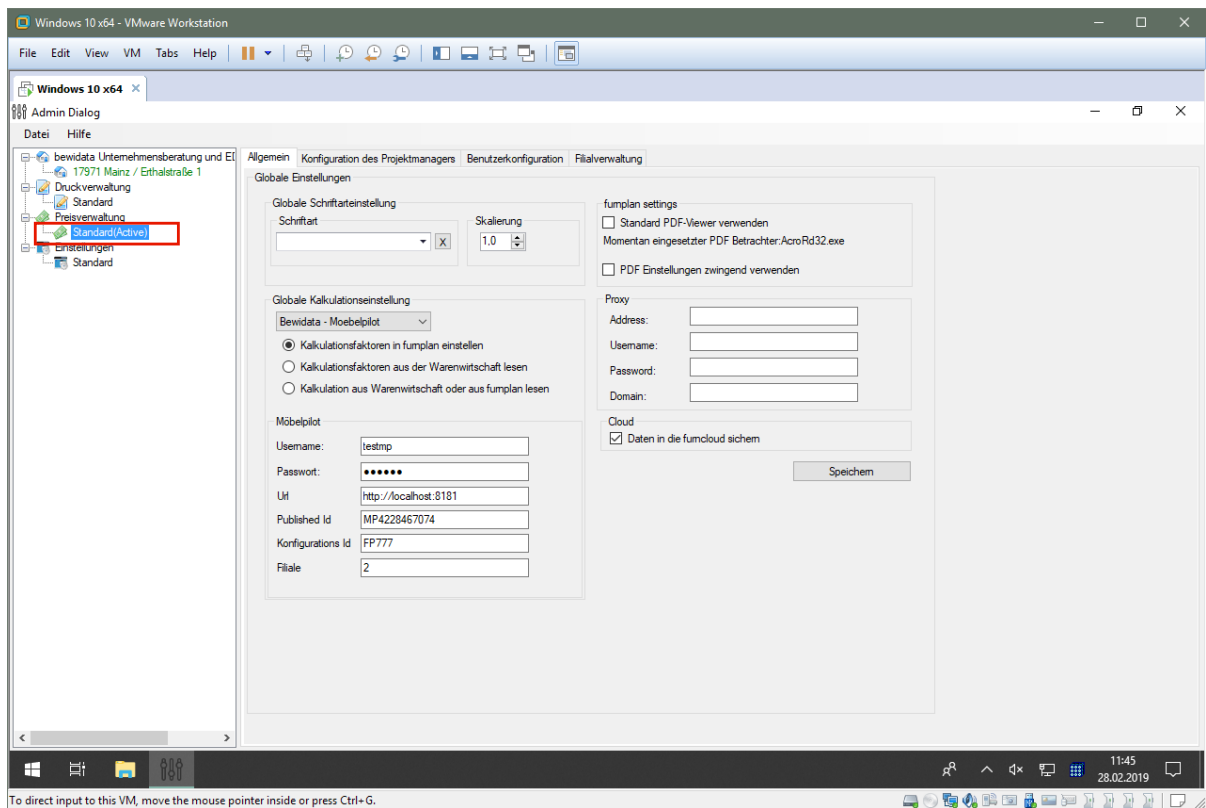 Windows 10 x64 - VMware Workstation
File Edit View VM Tabs Help
Windows 10 x64
Admin Dialog
Datei Hilfe
bewidata Unternehmensberatung und ED
17971 Mainz / Erthalstraße 1
Druckverwaltung
Standard
Preisverwaltung
Standard(Active)
Einstellungen
Standard
Allgemein Konfiguration des Projektmanagers Benutzerkonfiguration Filialverwaltung
Globale Einstellungen
Globale Schriftarteinstellung
Schriftart
X
Skalierung
1,0
Globale Kalkulationseinstellung
Bewidata - Moebelpilot
Kalkulationsfaktoren in furnplan einstellen
Kalkulationsfaktoren aus der Warenwirtschaft lesen
Kalkulation aus Warenwirtschaft oder aus furnplan lesen
Möbelpilot
Username: testmp
Passwort: ●●●●●●
Url http://localhost:8181
Published Id MP4228467074
Konfigurations Id FP777
Filiale 2
furnplan settings
Standard PDF-Viewer verwenden
Momentan eingesetzter PDF Betrachter:AcroRd32.exe
PDF Einstellungen zwingend verwenden
Proxy
Address:
Username:
Password:
Domain:
Cloud
Daten in die furncloud sichern
Speichern
11:45
28.02.2019
To direct input to this VM, move the mouse pointer inside or press Ctrl+G.